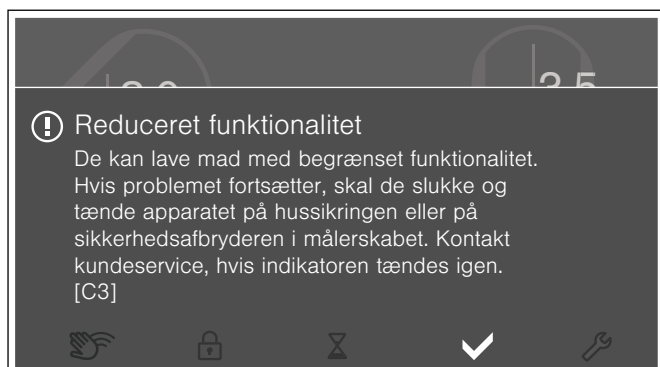 Reduceret funktionalitet
De kan lave mad med begrænset funktionalitet.
Hvis problemet fortsætter, skal de slukke og
tænde apparatet på hussikringen eller på
sikkerhedsafbryderen i målerskabet. Kontakt
kundeservice, hvis indikatoren tændes igen.
[C3]